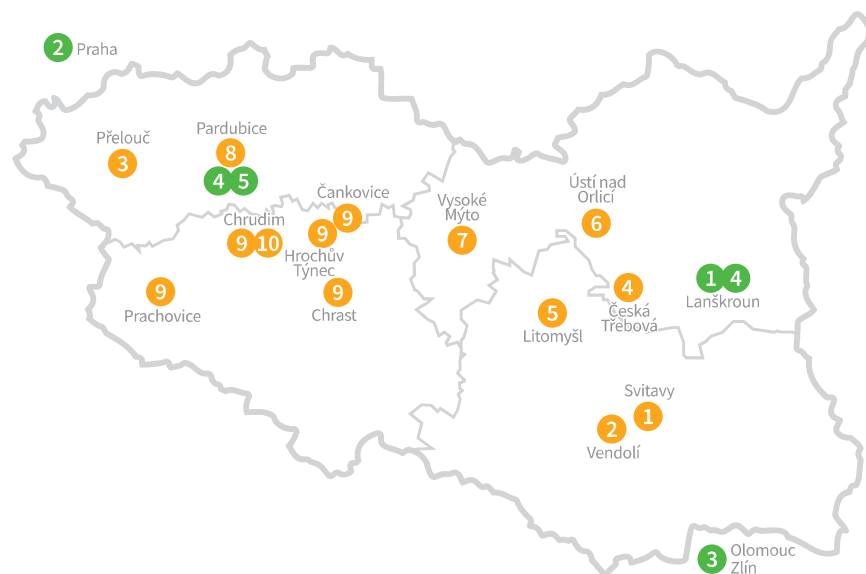 2 Praha
Přelouč
3
Pardubice
8
4 5
Čankovice
9
Chrudim
9 10
9
Hrochův
Týnec
9
Prachovice
9
Chrast
Vysoké
Mýto
7
Ústí nad
Orlicí
6
1 4
Lanškroun
4
Česká
Třebová
5
Litomyšl
Svitavy
1
2
Vendolí
3 Olomouc
Zlín